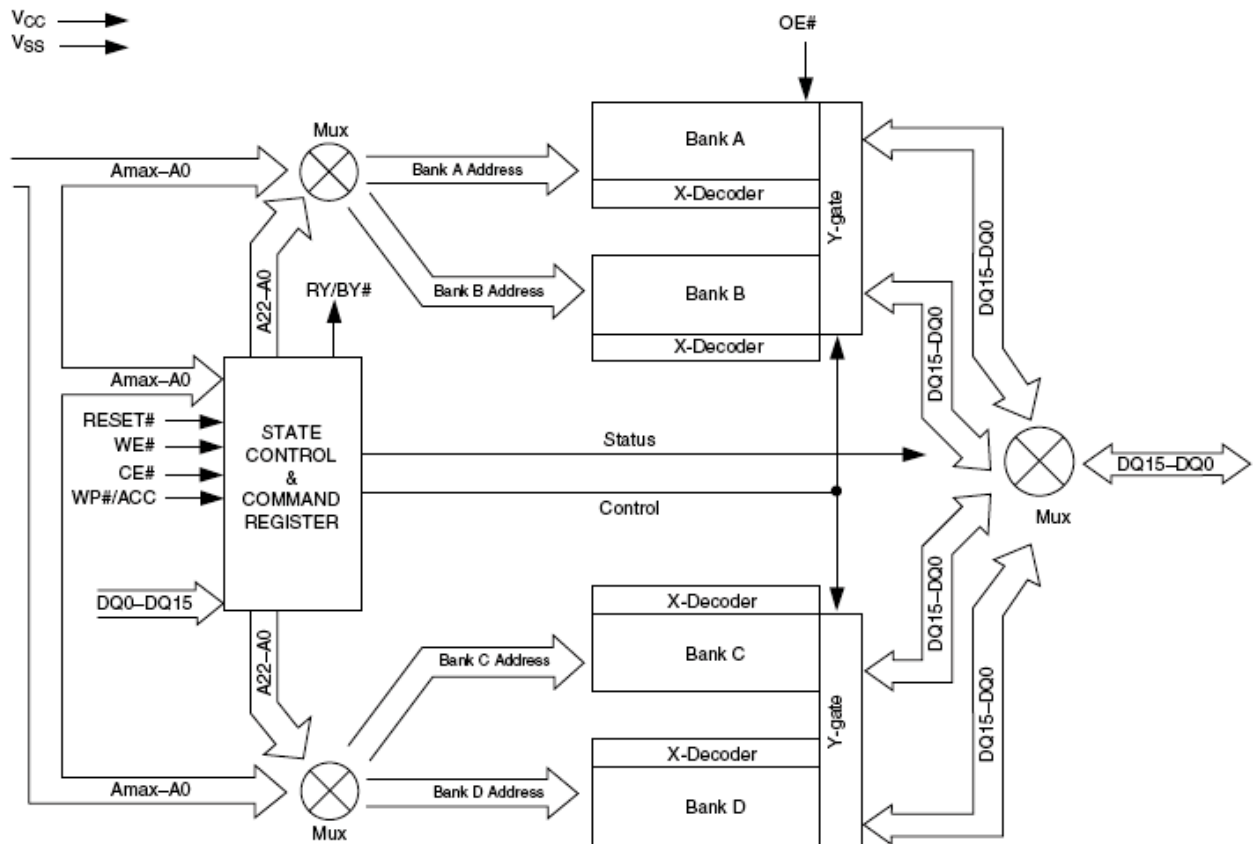 VCC
VSS
OE#
Mux
Bank A
Amax–A0
Bank A Address
X-Decoder
Y-gate
A22–A0
RY/BY#
Bank B Address
Bank B
X-Decoder
DQ15–DQ0
DQ15–DQ0
Amax–A0
RESET#
WE#
CE#
WP#/ACC
STATE
CONTROL
&
COMMAND
REGISTER
Status
Control
DQ15–DQ0
Mux
DQ0–DQ15
A22–A0
X-Decoder
Bank C Address
Bank C
Y-gate
DQ15–DQ0
DQ15–DQ0
X-Decoder
Amax–A0
Bank D Address
Bank D
Mux